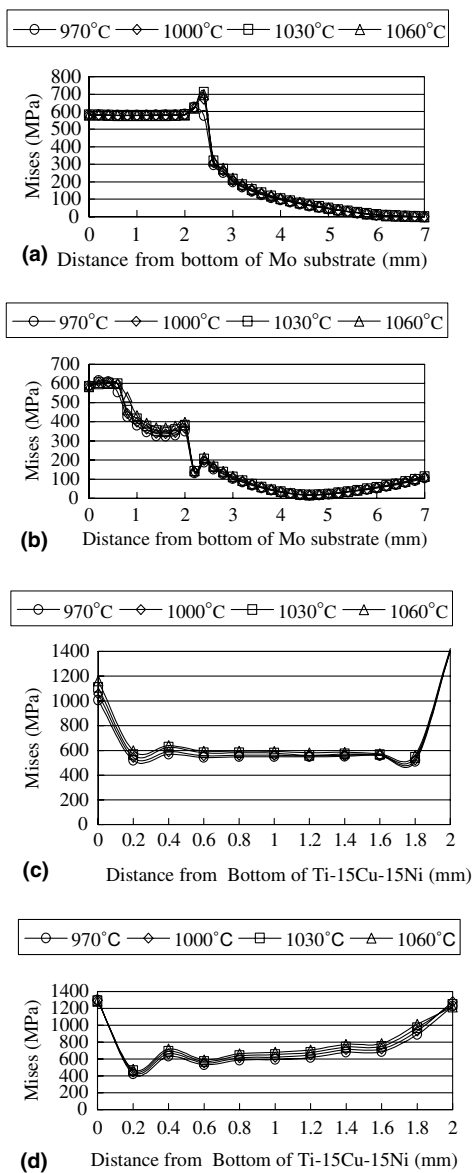 970°C 1000°C 1030°C 1060°C
800
700
600
500
400
300
200
100
0
Mises (MPa)
0 1 2 3 4 5 6 7
(a) Distance from bottom of Mo substrate (mm)
970°C 1000°C 1030°C 1060°C
700
600
500
400
300
200
100
0
Mises (MPa)
0 1 2 3 4 5 6 7
(b) Distance from bottom of Mo substrate (mm)
970°C 1000°C 1030°C 1060°C
1400
1200
1000
800
600
400
200
0
Mises (MPa)
0 0.2 0.4 0.6 0.8 1 1.2 1.4 1.6 1.8 2
(c) Distance from Bottom of Ti-15Cu-15Ni (mm)
970°C 1000°C 1030°C 1060°C
1400
1200
1000
800
600
400
200
0
Mises (MPa)
0 0.2 0.4 0.6 0.8 1 1.2 1.4 1.6 1.8 2
(d) Distance from Bottom of Ti-15Cu-15Ni (mm)